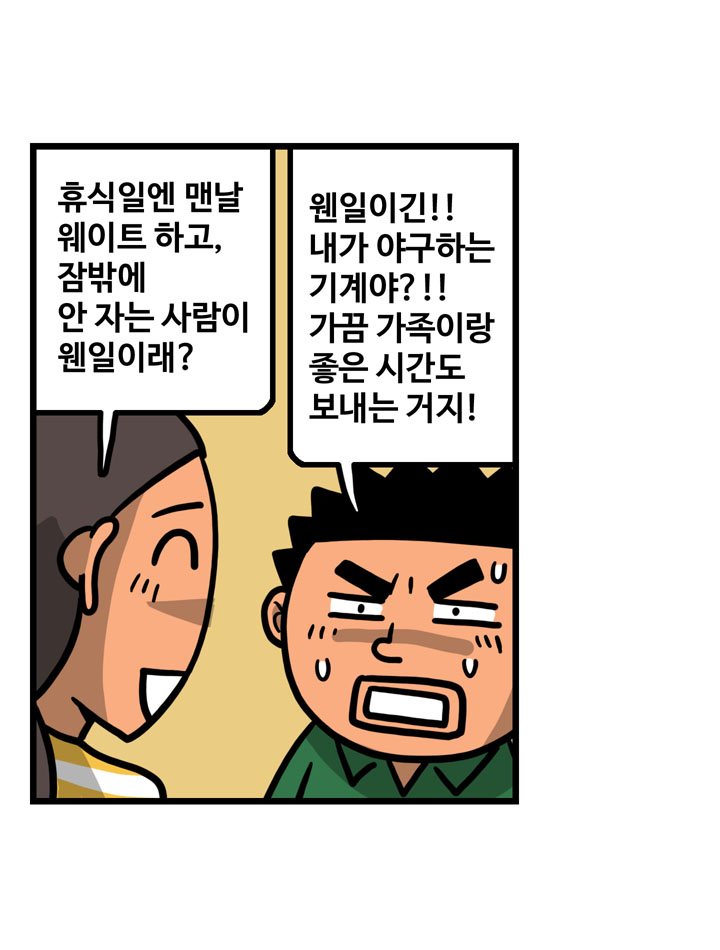 휴식일엔 맨날
웨이트 하고,
잠밖에
안 자는 사람이
웬일이래?
웬일이긴!!
내가 야구하는
기계야?!!
가끔 가족이랑
좋은 시간도
보내는 거지!